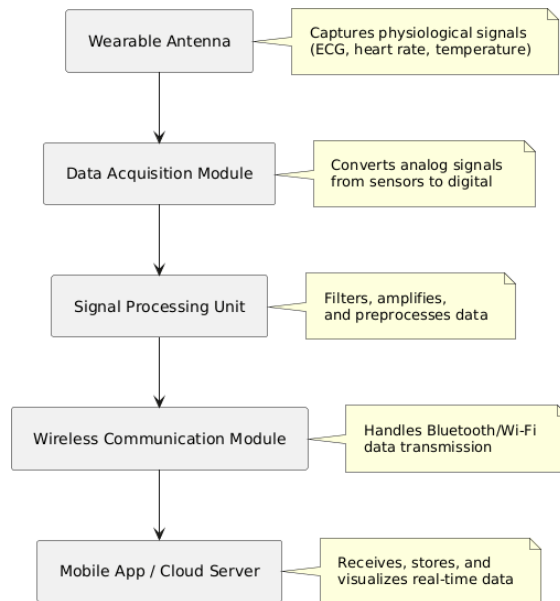 Wearable Antenna
Captures physiological signals
(ECG, heart rate, temperature)
Data Acquisition Module
Converts analog signals
from sensors to digital
Signal Processing Unit
Filters, amplifies,
and preprocesses data
Wireless Communication Module
Handles Bluetooth/Wi-Fi
data transmission
Mobile App / Cloud Server
Receives, stores, and
visualizes real-time data